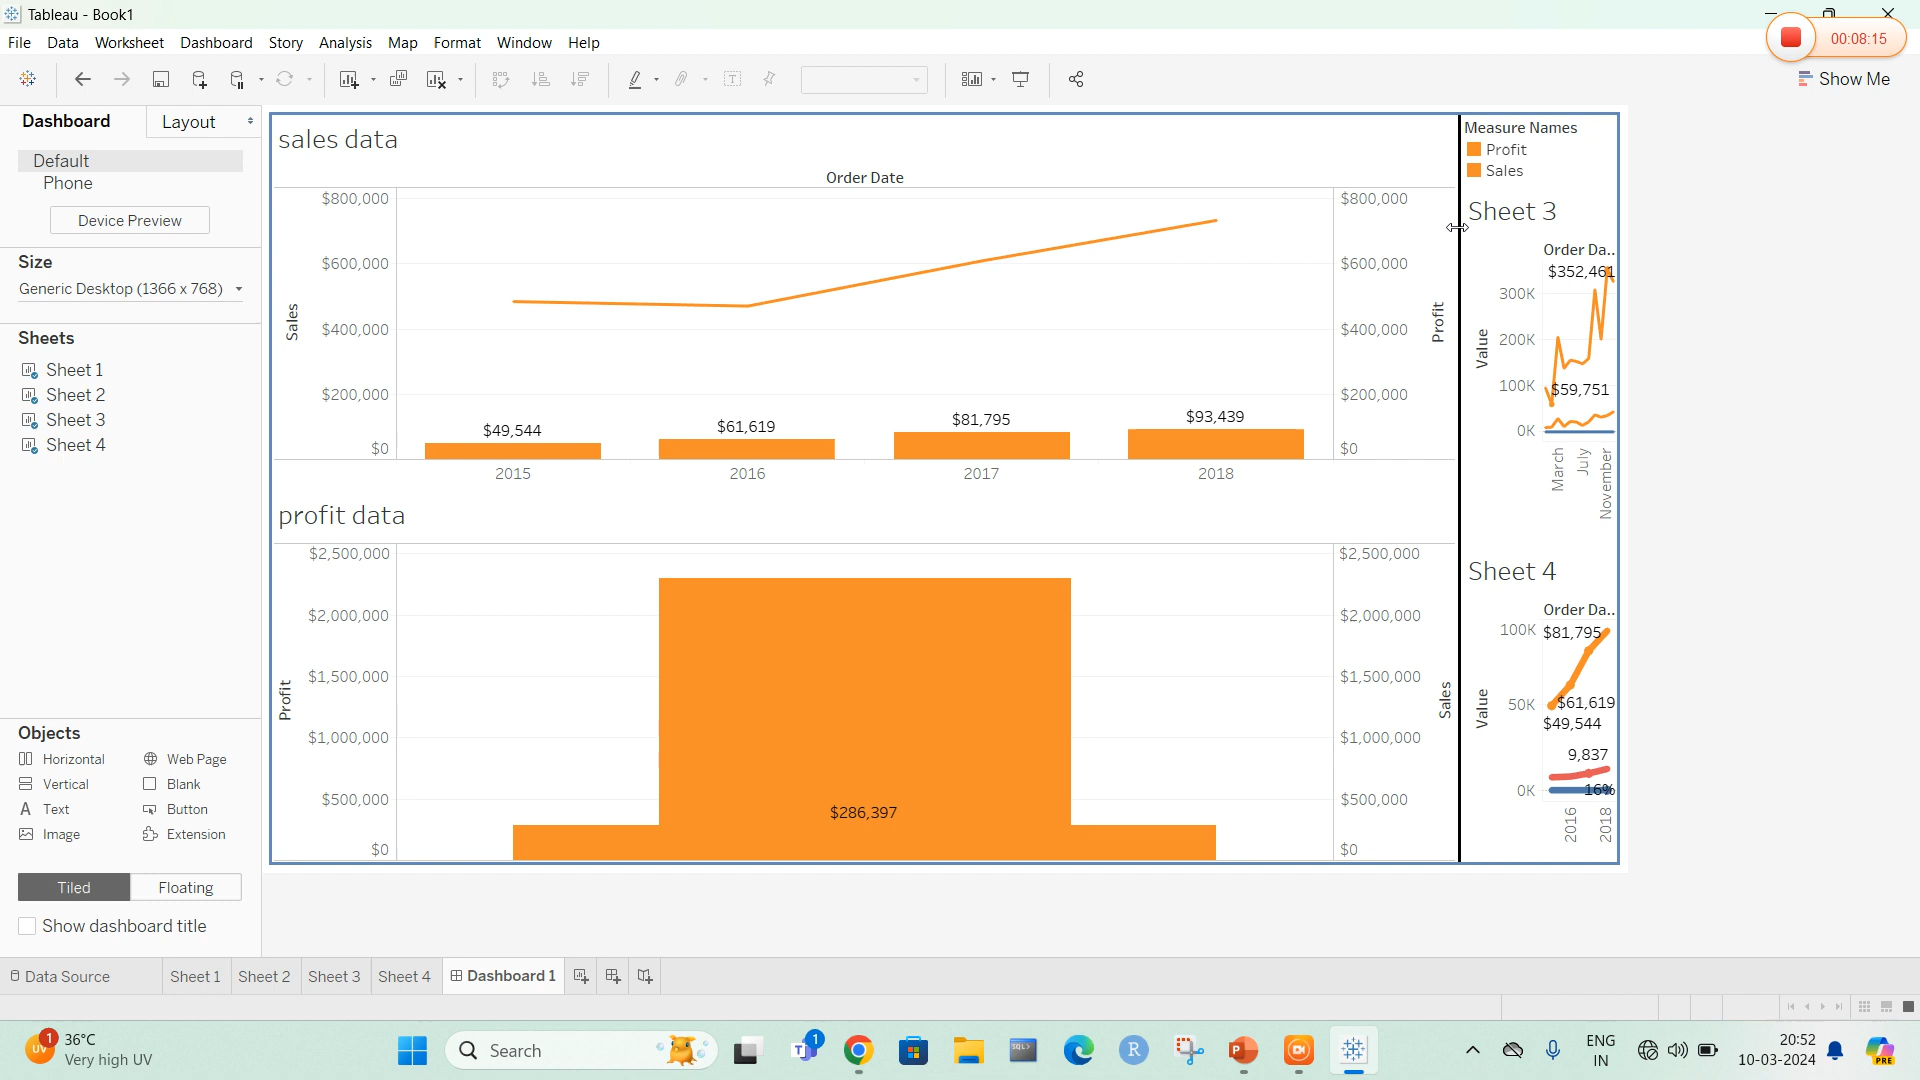 Tableau - Book1
00:08:15
File Data Worksheet Dashboard Story Analysis Map Format Window Help
Show Me
Dashboard Layout
Default
Phone
Device Preview
Size
Generic Desktop (1366 x 768)
Sheets
Sheet 1
Sheet 2
Sheet 3
Sheet 4
Objects
Horizontal Web Page
Vertical Blank
Text Button
Image Extension
Tiled Floating
Show dashboard title
sales data
Order Date
Sales
$800,000
$600,000
$400,000
$200,000
$0
$49,544 $61,619 $81,795 $93,439
2015 2016 2017 2018
$800,000
$600,000
$400,000
$200,000
$0
Profit
profit data
Profit
$2,500,000
$2,000,000
$1,500,000
$1,000,000
$500,000
$0
$286,397
$2,500,000
$2,000,000
$1,500,000
$1,000,000
$500,000
$0
Sales
Measure Names
Profit
Sales
Sheet 3
Order Da..
$352,461
300K
200K
100K
0K
Value
$59,751
March July November
Sheet 4
Order Da..
100K
50K
0K
Value
$81,795
$61,619
$49,544
9,837
16%
2016 2018
Data Source Sheet 1 Sheet 2 Sheet 3 Sheet 4 Dashboard 1
1
36°C
Very high UV
UV
Search
1
SQL>
R
ENG
IN
20:52
10-03-2024
PRE